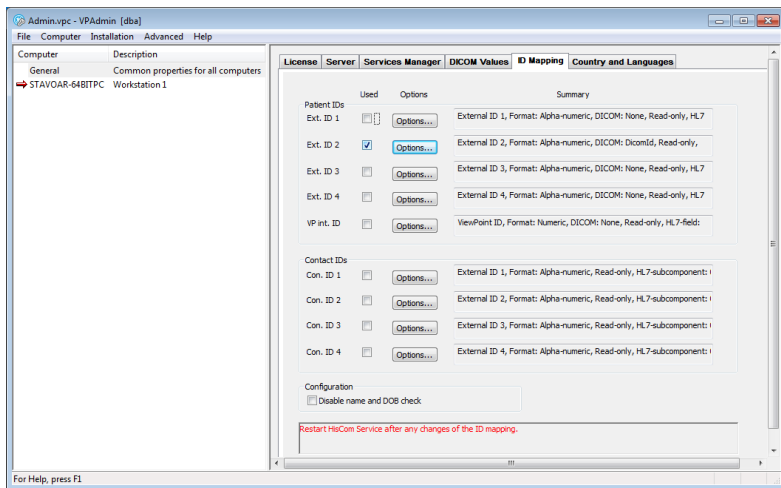 Admin.vpc - VPAdmin [dba]
File Computer Installation Advanced Help
Computer Description
General Common properties for all computers
STAVOAR-64BITPC Workstation 1
License Server Services Manager DICOM Values ID Mapping Country and Languages
Used Options Summary
Patient IDs
Ext. ID 1 Options... External ID 1, Format: Alpha-numeric, DICOM: None, Read-only, HL7
Ext. ID 2 Options... External ID 2, Format: Alpha-numeric, DICOM: DicomId, Read-only,
Ext. ID 3 Options... External ID 3, Format: Alpha-numeric, DICOM: None, Read-only, HL7
Ext. ID 4 Options... External ID 4, Format: Alpha-numeric, DICOM: None, Read-only, HL7
VP int. ID Options... ViewPoint ID, Format: Numeric, DICOM: None, Read-only, HL7-field:
Contact IDs
Con. ID 1 Options... External ID 1, Format: Alpha-numeric, Read-only, HL7-subcomponent:
Con. ID 2 Options... External ID 2, Format: Alpha-numeric, Read-only, HL7-subcomponent:
Con. ID 3 Options... External ID 3, Format: Alpha-numeric, Read-only, HL7-subcomponent:
Con. ID 4 Options... External ID 4, Format: Alpha-numeric, Read-only, HL7-subcomponent:
Configuration
Disable name and DOB check
Restart HisCom Service after any changes of the ID mapping.
For Help, press F1